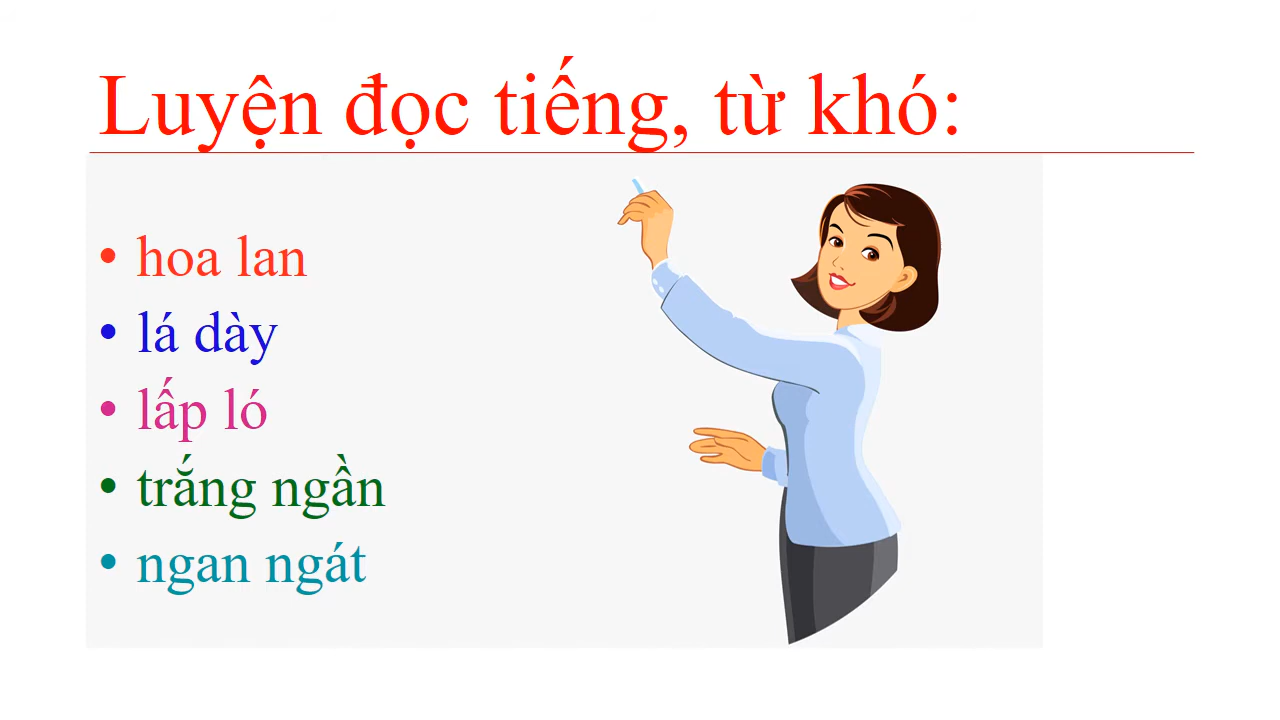 Luyện đọc tiếng, từ khó:
• hoa lan
• lá dày
• lấp ló
• trắng ngần
• ngan ngát